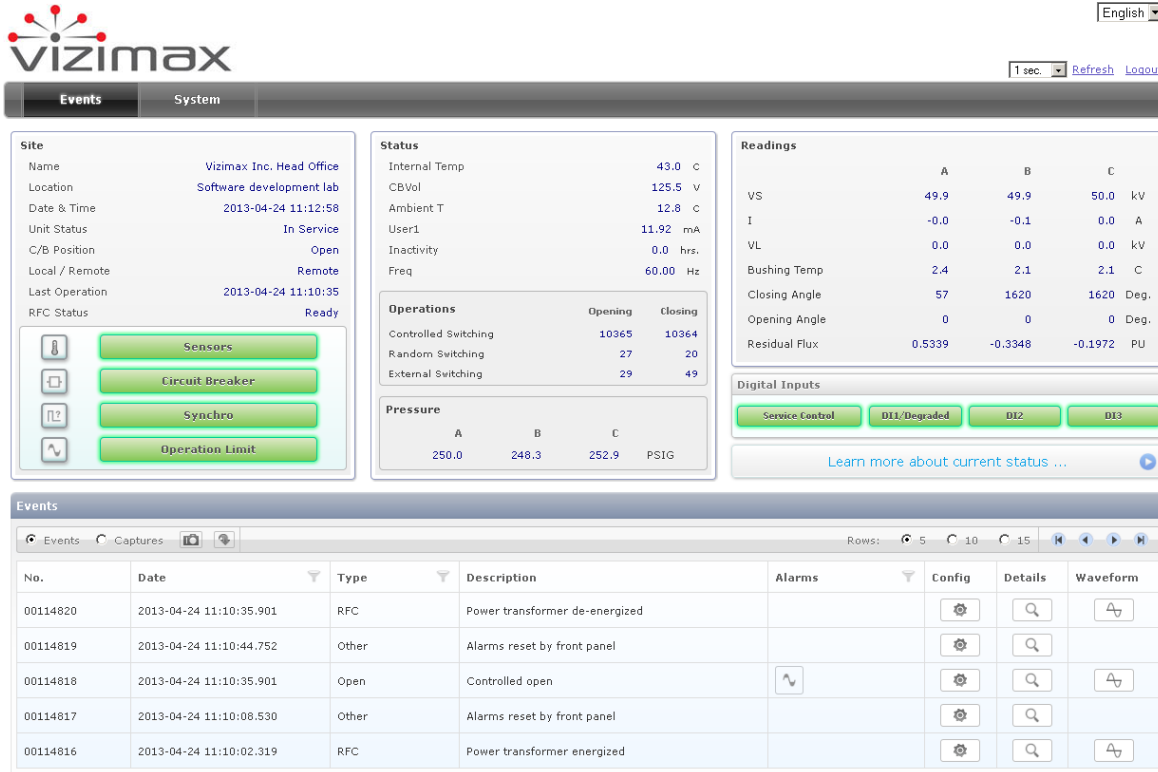 English
vizimax
1 sec. Refresh Logou
Events System
Site
Name Vizimax Inc. Head Office
Location Software development lab
Date & Time 2013-04-24 11:12:58
Unit Status In Service
C/B Position Open
Local / Remote Remote
Last Operation 2013-04-24 11:10:35
RFC Status Ready
Sensors
Circuit Breaker
Synchro
Operation Limit
Status
Internal Temp 43.0 C
CBVol 125.5 V
Ambient T 12.8 C
User1 11.92 mA
Inactivity 0.0 hrs.
Freq 60.00 Hz
Operations Opening Closing
Controlled Switching 10365 10364
Random Switching 27 20
External Switching 29 49
Pressure
A B C
250.0 248.3 252.9 PSIG
Readings
A B C
VS 49.9 49.9 50.0 kV
I -0.0 -0.1 0.0 A
VL 0.0 0.0 0.0 kV
Bushing Temp 2.4 2.1 2.1 C
Closing Angle 57 1620 1620 Deg.
Opening Angle 0 0 0 Deg.
Residual Flux 0.5339 -0.3348 -0.1972 PU
Digital Inputs
Service Control DI1/Degraded DI2 DI3
Learn more about current status ...
Events
Events Captures Rows: 5 10 15
No. Date Type Description Alarms Config Details Waveform
00114820 2013-04-24 11:10:35.901 RFC Power transformer de-energized
00114819 2013-04-24 11:10:44.752 Other Alarms reset by front panel
00114818 2013-04-24 11:10:35.901 Open Controlled open
00114817 2013-04-24 11:10:08.530 Other Alarms reset by front panel
00114816 2013-04-24 11:10:02.319 RFC Power transformer energized